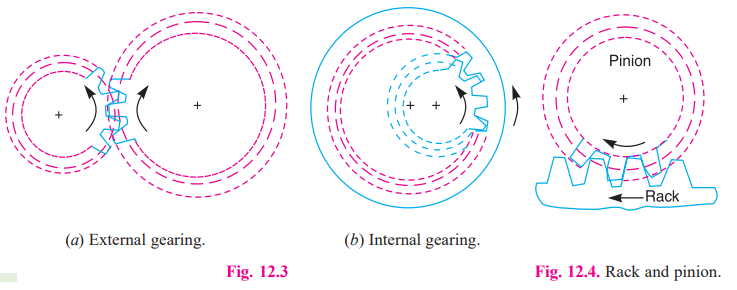 Pinion
Rack
(a) External gearing.
(b) Internal gearing.
Fig. 12.3
Fig. 12.4. Rack and pinion.